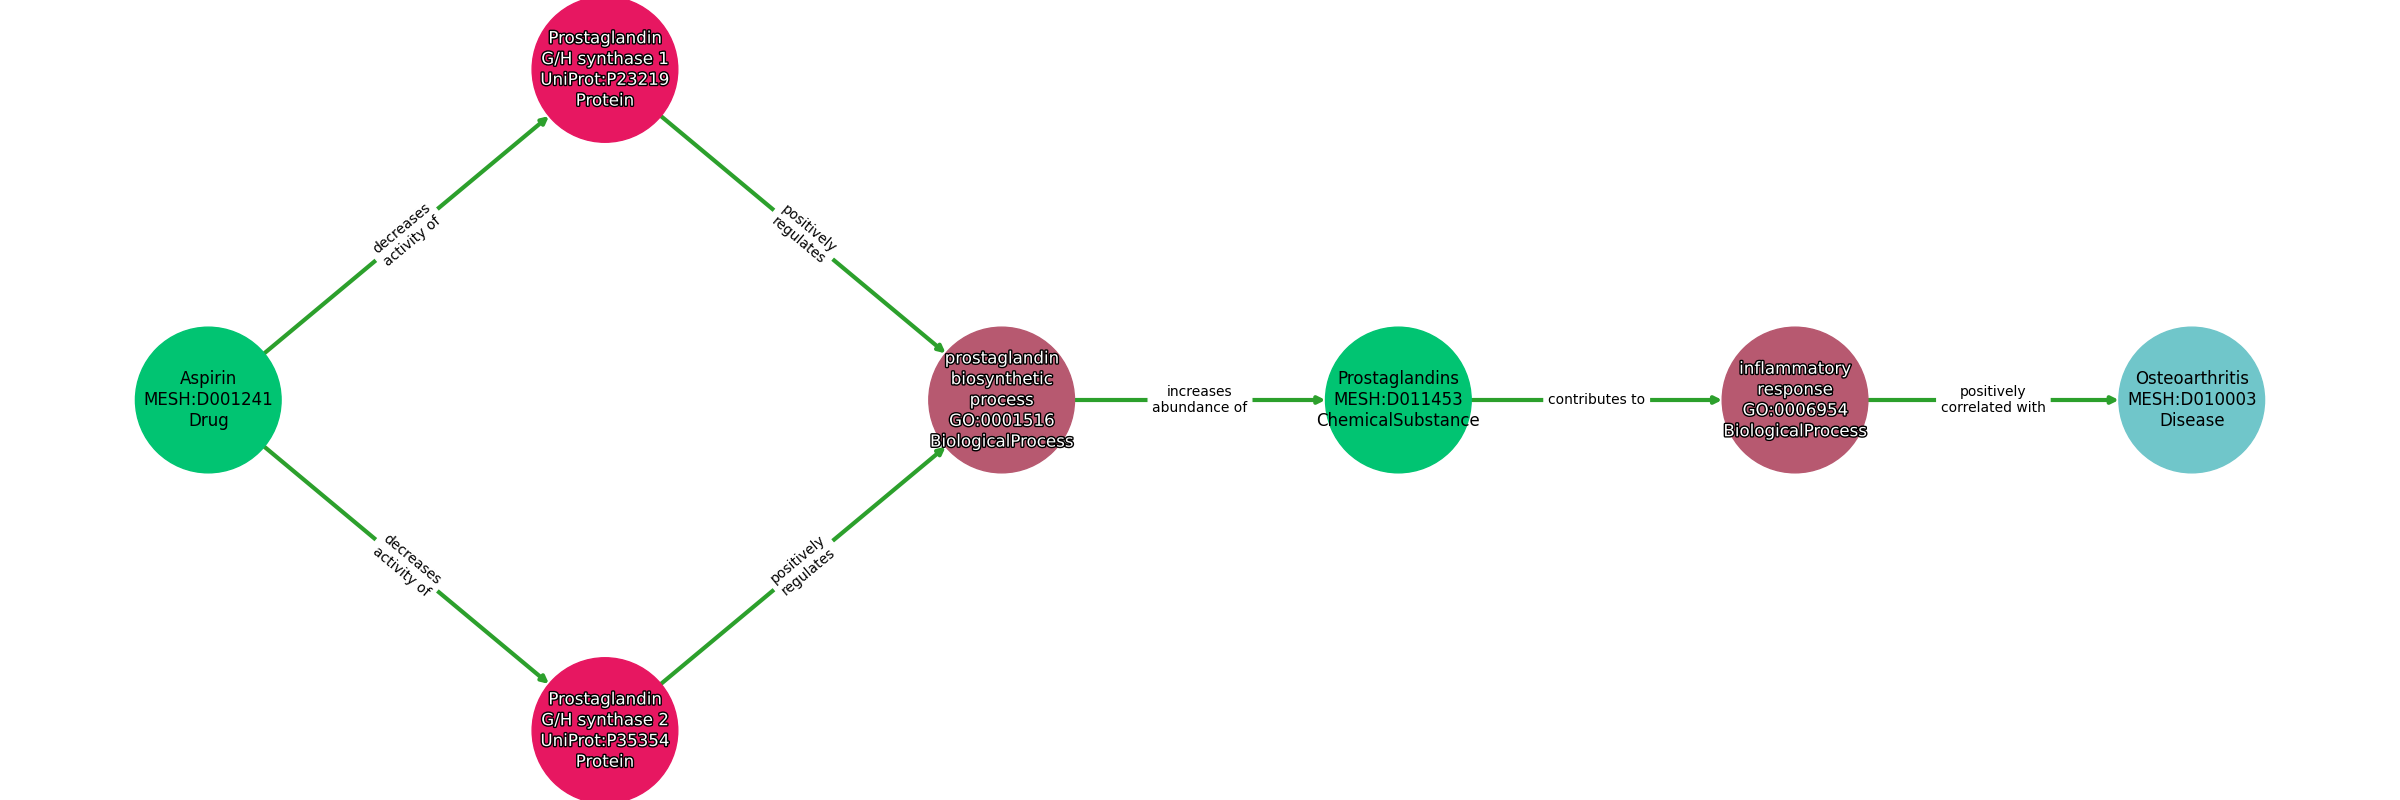 Prostaglandin
G/H synthase 1
UniProt:P23219
Protein
decreases
activity of
positively
regulates
Aspirin
MESH:D001241
Drug
prostaglandin
biosynthetic
process
GO:0001516
BiologicalProcess
increases
abundance of
Prostaglandins
MESH:D011453
ChemicalSubstance
contributes to
inflammatory
response
GO:0006954
BiologicalProcess
positively
correlated with
Osteoarthritis
MESH:D010003
Disease
decreases
activity of
positively
regulates
Prostaglandin
G/H synthase 2
UniProt:P35354
Protein